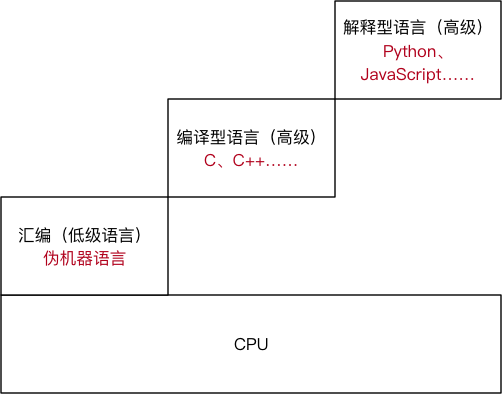 解释型语言（高级）
Python、
JavaScript……
编译型语言（高级）
C、C++……
汇编（低级语言）
伪机器语言
CPU